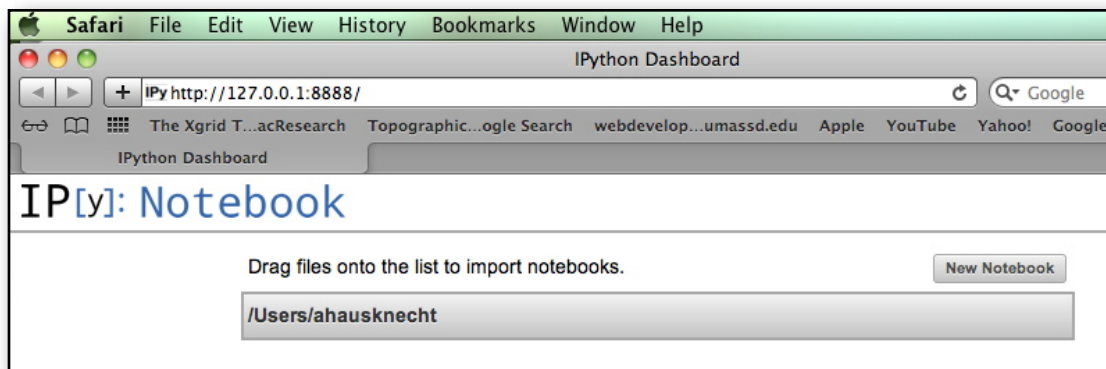 Safari File Edit View History Bookmarks Window Help
IPython Dashboard
+ IPy http://127.0.0.1:8888/ Google
The Xgrid T...acResearch Topographic...ogle Search webdevelop...umassd.edu Apple YouTube Yahoo! Google
IPython Dashboard
IP[y]: Notebook
Drag files onto the list to import notebooks. New Notebook
/Users/ahausknecht